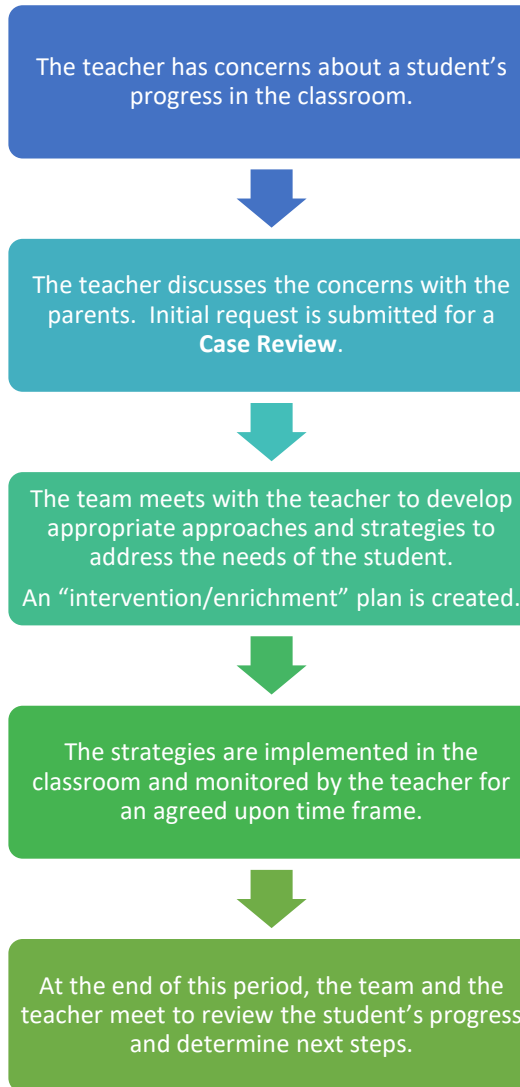 The teacher has concerns about a student’s
progress in the classroom.
The teacher discusses the concerns with the
parents.  Initial request is submitted for a
Case Review.
The team meets with the teacher to develop
appropriate approaches and strategies to
address the needs of the student.
An “intervention/enrichment” plan is created.
The strategies are implemented in the
classroom and monitored by the teacher for
an agreed upon time frame.
At the end of this period, the team and the
teacher meet to review the student’s progress
and determine next steps.